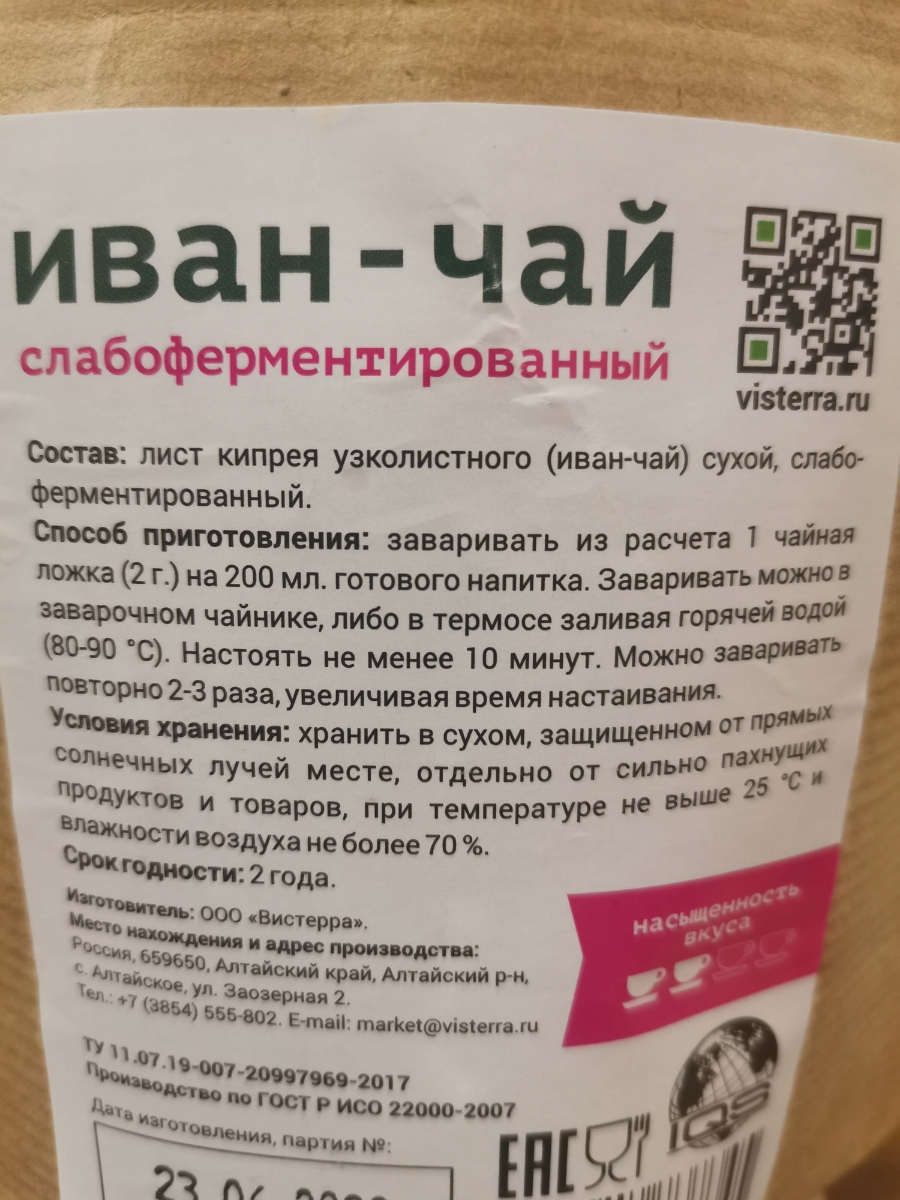 иван-чай
слабоферментированный
visterra.ru
Состав: лист кипрея узколистного (иван-чай) сухой, слабо-
ферментированный.
Способ приготовления: заваривать из расчета 1 чайная
ложка (2 г.) на 200 мл. готового напитка. Заваривать можно в
заварочном чайнике, либо в термосе заливая горячей водой
(80-90 °С). Настоять не менее 10 минут. Можно заваривать
повторно 2-3 раза, увеличивая время настаивания.
Условия хранения: хранить в сухом, защищенном от прямых
солнечных лучей месте, отдельно от сильно пахнущих
продуктов и товаров, при температуре не выше 25 °С и
влажности воздуха не более 70 %.
Срок годности: 2 года.
Изготовитель: ООО «Вистерра».
Место нахождения и адрес производства:
Россия, 659650, Алтайский край, Алтайский р-н,
с. Алтайское, ул. Заозерная 2.
Тел.: +7 (3854) 555-802. E-mail: market@visterra.ru
насыщенность
вкуса
ТУ 11.07.19-007-20997969-2017
Производство по ГОСТ Р ИСО 22000-2007
Дата изготовления, партия №:
EAC
IQS
23.06